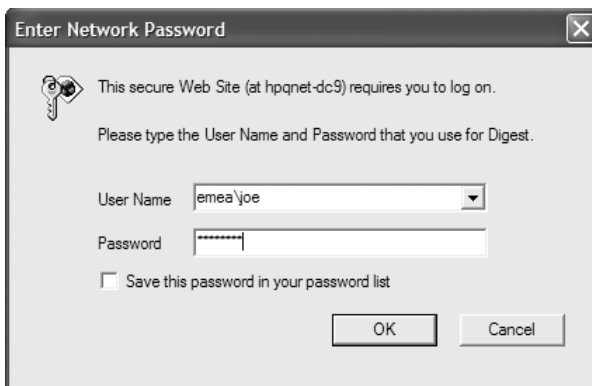 Enter Network Password
This secure Web Site (at hpqnet-dc9) requires you to log on.
Please type the User Name and Password that you use for Digest.
User Name emea\joe
Password ********
Save this password in your password list
OK Cancel